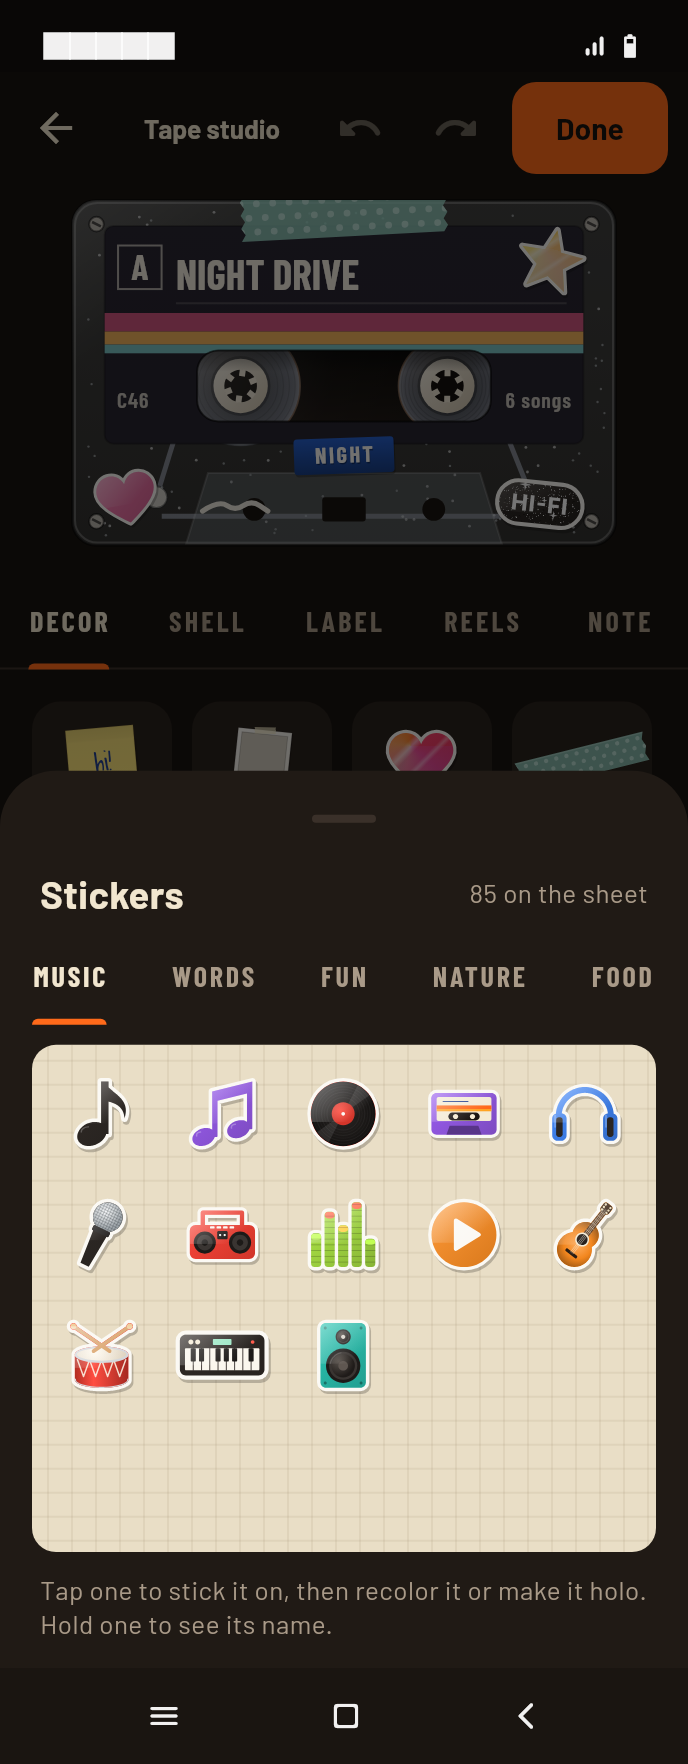 Tape studio
Done
A
NIGHT DRIVE
C46
6 songs
NIGHT
HI-FI
DECOR
SHELL
LABEL
REELS
NOTE
hi!
Stickers
85 on the sheet
MUSIC
WORDS
FUN
NATURE
FOOD
Tap one to stick it on, then recolor it or make it holo.
Hold one to see its name.